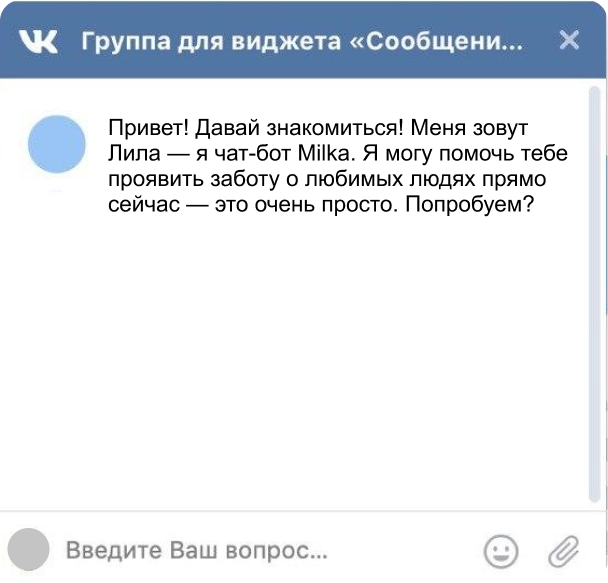 Группа для виджета «Сообщени...
Привет! Давай знакомиться! Меня зовут
Лила — я чат-бот Milka. Я могу помочь тебе
проявить заботу о любимых людях прямо
сейчас — это очень просто. Попробуем?
Введите Ваш вопрос...